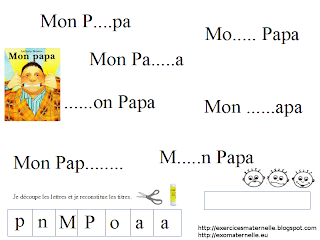 Mon P....pa
Mo..... Papa
Mon Pa.....a
Mon papa
......on Papa
Mon ......apa
Mon Pap........
M.....n Papa
Je découpe les lettres et je reconstitue les titres.
p n M P o a a
http://exercicesmaternelle.blogspot.com
http://exomaternelle.eu